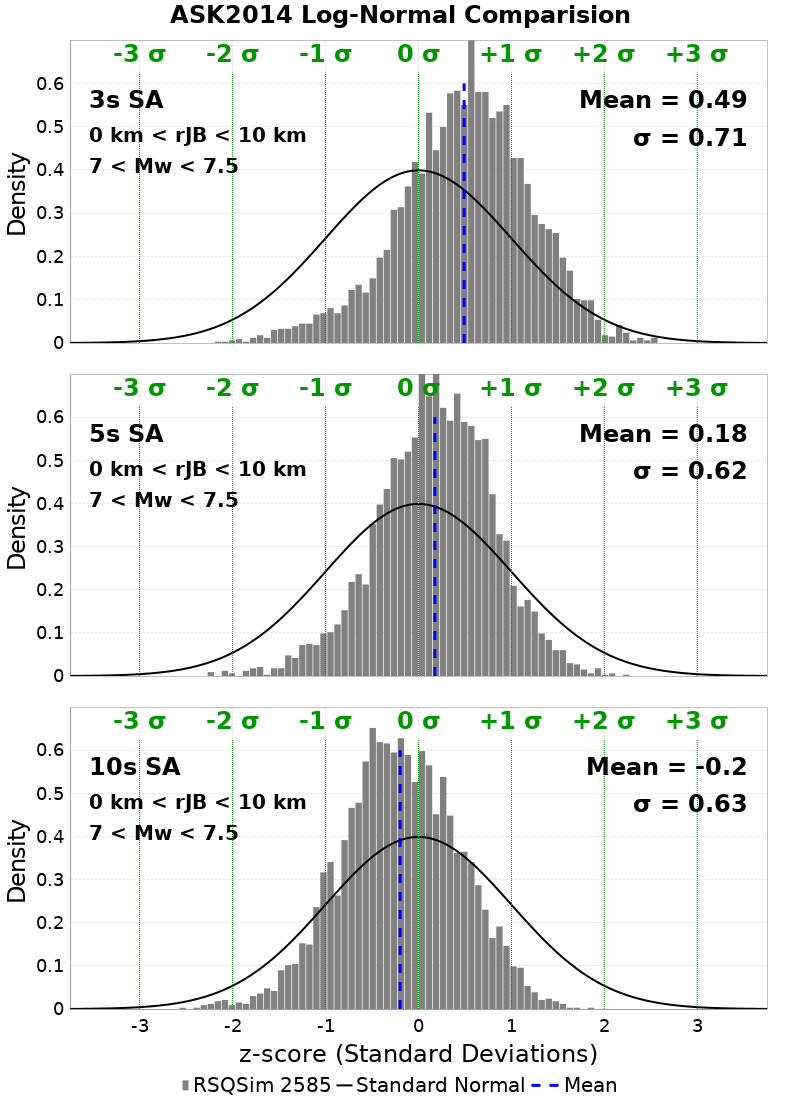 ASK2014 Log-Normal Comparision
-3 σ -2 σ -1 σ 0 σ +1 σ +2 σ +3 σ
0.6
3s SA
Mean = 0.49
0.5
0 km < rJB < 10 km
σ = 0.71
7 < Mw < 7.5
0.4
0.3
0.2
0.1
0
Density
-3 σ -2 σ -1 σ 0 σ +1 σ +2 σ +3 σ
0.6
5s SA
Mean = 0.18
0.5
0 km < rJB < 10 km
σ = 0.62
7 < Mw < 7.5
0.4
0.3
0.2
0.1
0
Density
-3 σ -2 σ -1 σ 0 σ +1 σ +2 σ +3 σ
0.6
10s SA
Mean = -0.2
0.5
0 km < rJB < 10 km
σ = 0.63
7 < Mw < 7.5
0.4
0.3
0.2
0.1
0
Density
-3 -2 -1 0 1 2 3
z-score (Standard Deviations)
RSQSim 2585 Standard Normal Mean